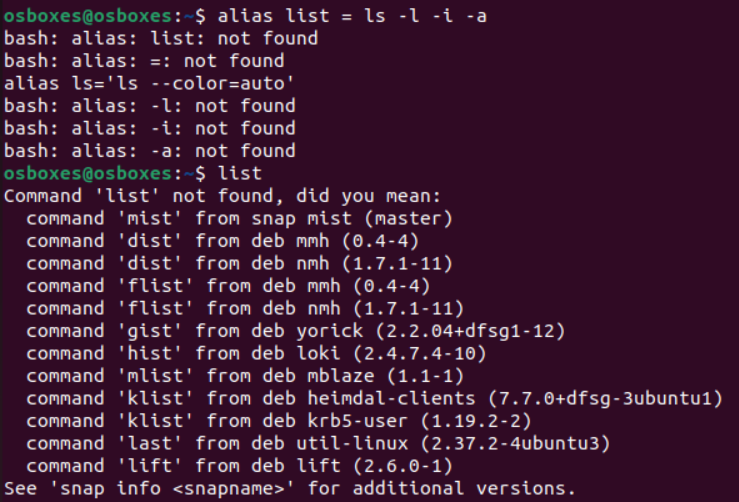 osboxes@osboxes:~$ alias list = ls -l -i -a
bash: alias: list: not found
bash: alias: =: not found
alias ls='ls --color=auto'
bash: alias: -l: not found
bash: alias: -i: not found
bash: alias: -a: not found
osboxes@osboxes:~$ list
Command 'list' not found, did you mean:
  command 'mist' from snap mist (master)
  command 'dist' from deb mmh (0.4-4)
  command 'dist' from deb nmh (1.7.1-11)
  command 'flist' from deb mmh (0.4-4)
  command 'flist' from deb nmh (1.7.1-11)
  command 'gist' from deb yorick (2.2.04+dfsg1-12)
  command 'hist' from deb loki (2.4.7.4-10)
  command 'mlist' from deb mblaze (1.1-1)
  command 'klist' from deb heimdal-clients (7.7.0+dfsg-3ubuntu1)
  command 'klist' from deb krb5-user (1.19.2-2)
  command 'last' from deb util-linux (2.37.2-4ubuntu3)
  command 'lift' from deb lift (2.6.0-1)
See 'snap info <snapname>' for additional versions.